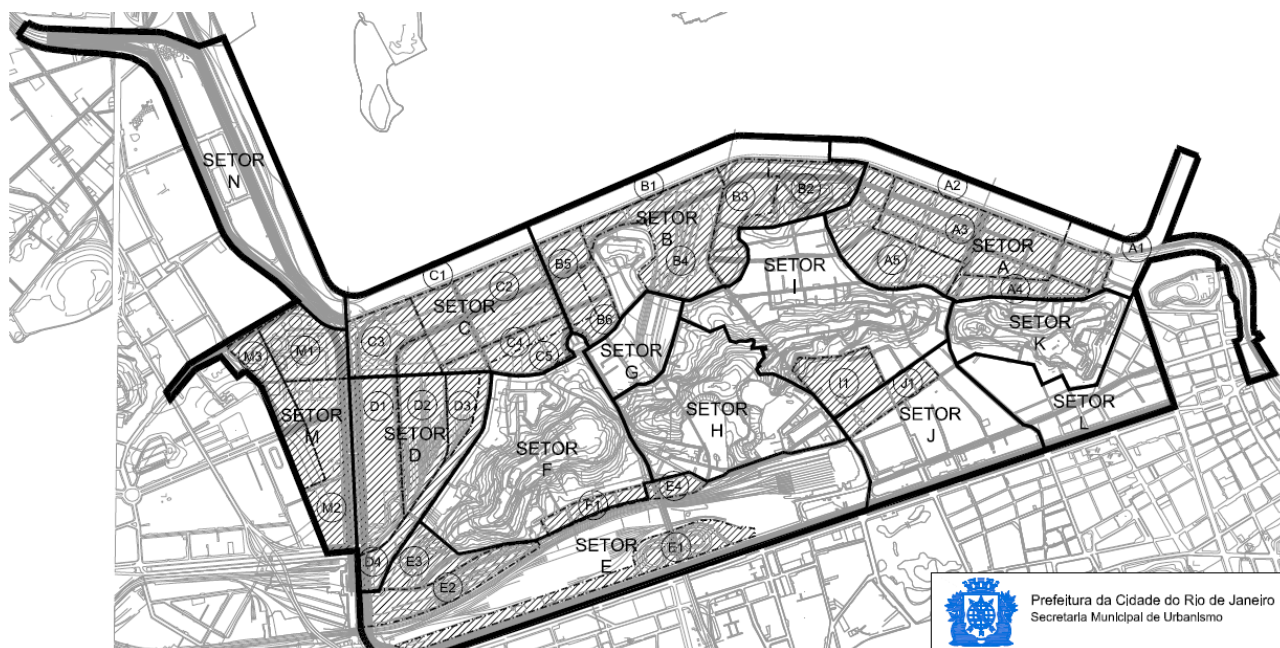 SETOR
N
B1
A2
B3
B2
SETOR
B
A3
A1
C1
B5
B4
A5
SETOR
A
SETOR
I
C2
A4
SETOR
C
B6
SETOR
K
C3
C4
C5
M3
M1
SETOR
G
I1
J1
SETOR
L
D1
D2
D3
SETOR
M
SETOR
D
SETOR
H
SETOR
J
SETOR
F
E4
F1
M2
D4
E3
SETOR
E
E1
E2
Prefeitura da Cidade do Rio de Janeiro
Secretaria Municipal de Urbanismo